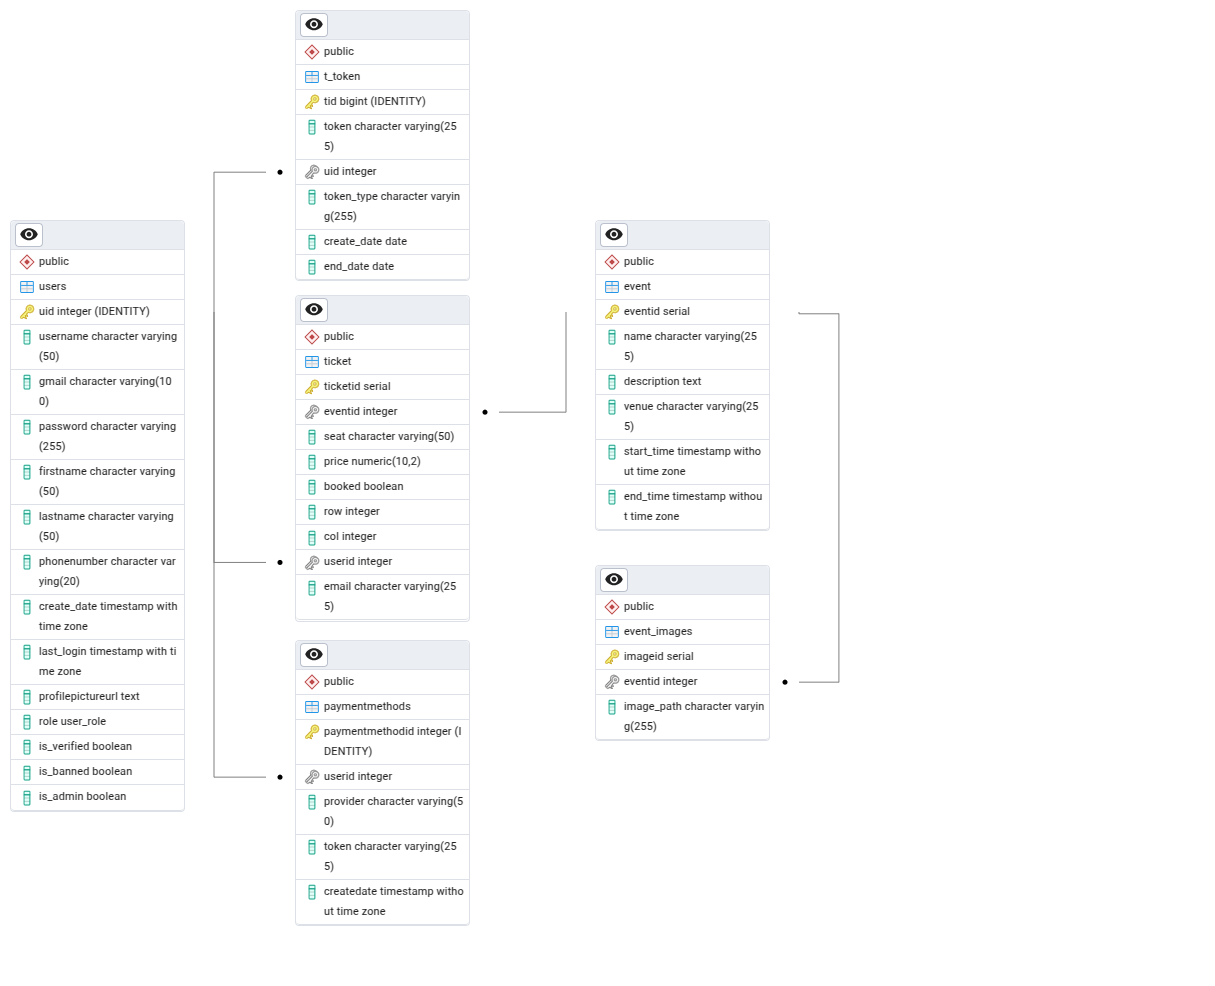 public
users
uid integer (IDENTITY)
username character varying
(50)
gmail character varying(10
0)
password character varying
(255)
firstname character varying
(50)
lastname character varying
(50)
phonenumber character var
ying(20)
create_date timestamp with
time zone
last_login timestamp with ti
me zone
profilepictureurl text
role user_role
is_verified boolean
is_banned boolean
is_admin boolean
public
t_token
tid bigint (IDENTITY)
token character varying(25
5)
uid integer
token_type character varyin
g(255)
create_date date
end_date date
public
ticket
ticketid serial
eventid integer
seat character varying(50)
price numeric(10,2)
booked boolean
row integer
col integer
userid integer
email character varying(25
5)
public
paymentmethods
paymentmethodid integer (I
DENTITY)
userid integer
provider character varying(5
0)
token character varying(25
5)
createdate timestamp witho
ut time zone
public
event
eventid serial
name character varying(25
5)
description text
venue character varying(25
5)
start_time timestamp witho
ut time zone
end_time timestamp withou
t time zone
public
event_images
imageid serial
eventid integer
image_path character varyin
g(255)